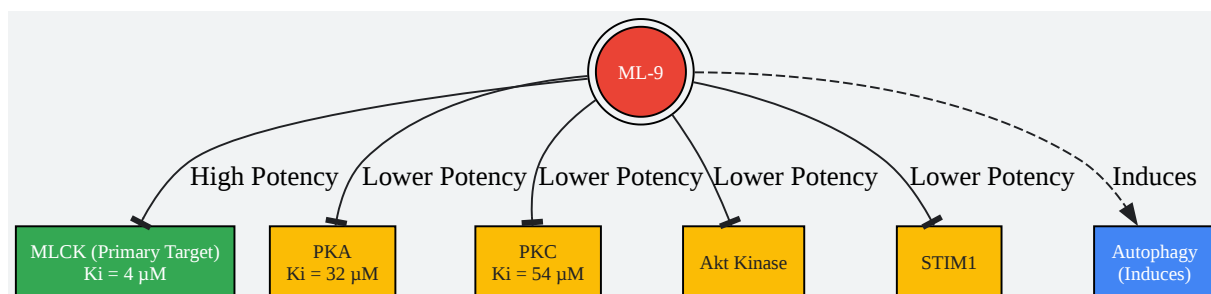 ML-9
High Potency
Lower Potency
Lower Potency
Lower Potency
Lower Potency
Induces
MLCK (Primary Target)
Ki = 4 µM
PKA
Ki = 32 µM
PKC
Ki = 54 µM
Akt Kinase
STIM1
Autophagy
(Induces)